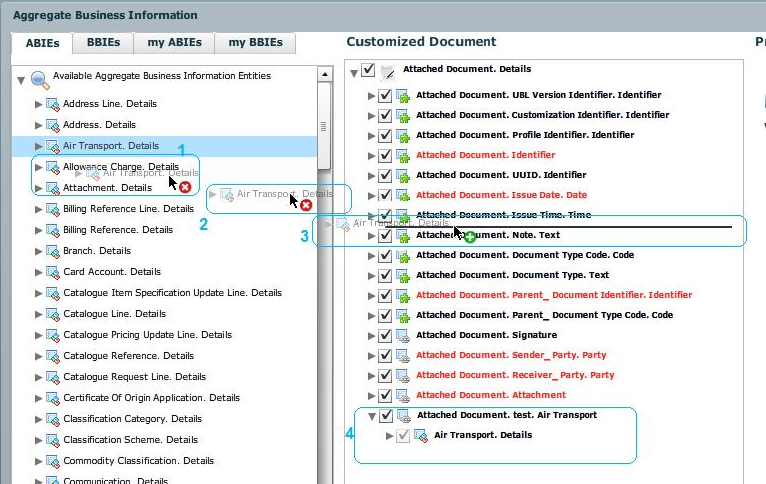 Aggregate Business Information
ABIEs
BBIEs
my ABIEs
my BBIEs
Available Aggregate Business Information Entities
Address Line. Details
Address. Details
Air Transport. Details
1
Allowance Charge. Details
Air Transport. Details
Attachment. Details
Air Transport. Details
2
Billing Reference Line. Details
Billing Reference. Details
Branch. Details
Card Account. Details
Catalogue Item Specification Update Line. Details
Catalogue Line. Details
Catalogue Pricing Update Line. Details
Catalogue Reference. Details
Catalogue Request Line. Details
Certificate Of Origin Application. Details
Classification Category. Details
Classification Scheme. Details
Commodity Classification. Details
Communication. Details
Customized Document
Attached Document. Details
Attached Document. UBL Version Identifier. Identifier
Attached Document. Customization Identifier. Identifier
Attached Document. Profile Identifier. Identifier
Attached Document. Identifier
Attached Document. UUID. Identifier
Attached Document. Issue Date. Date
Attached Document. Issue Time. Time
Air Transport. Details
3
Attached Document. Note. Text
Attached Document. Document Type Code. Code
Attached Document. Document Type. Text
Attached Document. Parent_ Document Identifier. Identifier
Attached Document. Parent_ Document Type Code. Code
Attached Document. Signature
Attached Document. Sender_ Party. Party
Attached Document. Receiver_ Party. Party
Attached Document. Attachment
Attached Document. test. Air Transport
4
Air Transport. Details